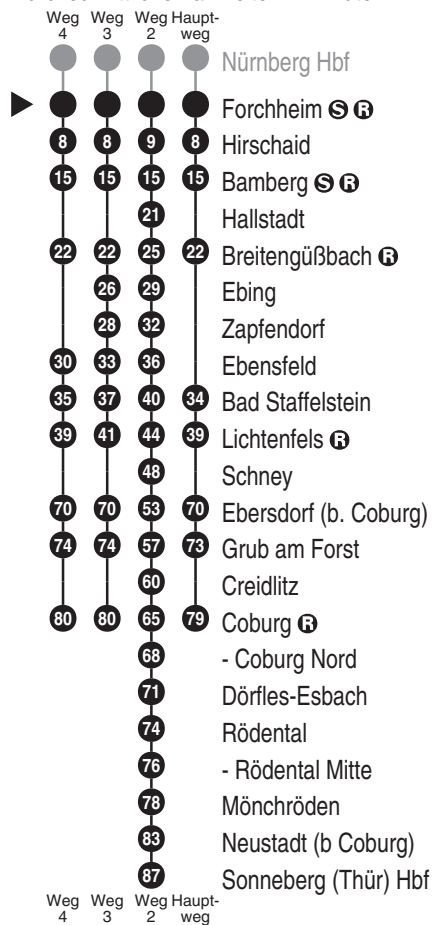 Weg Weg Weg Haupt-
4 3 2 weg
Nürnberg Hbf
Forchheim S R
8 8 9 8 Hirschaid
15 15 15 15 Bamberg S R
21 Hallstadt
22 22 25 22 Breitengüßbach R
26 29 Ebing
28 32 Zapfendorf
30 33 36 Ebensfeld
35 37 40 34 Bad Staffelstein
39 41 44 39 Lichtenfels R
48 Schney
70 70 53 70 Ebersdorf (b. Coburg)
74 74 57 73 Grub am Forst
60 Creidlitz
80 80 65 79 Coburg R
68 - Coburg Nord
71 Dörfles-Esbach
74 Rödental
76 - Rödental Mitte
78 Mönchröden
83 Neustadt (b Coburg)
87 Sonneberg (Thür) Hbf
Weg Weg Weg Haupt-
4 3 2 weg